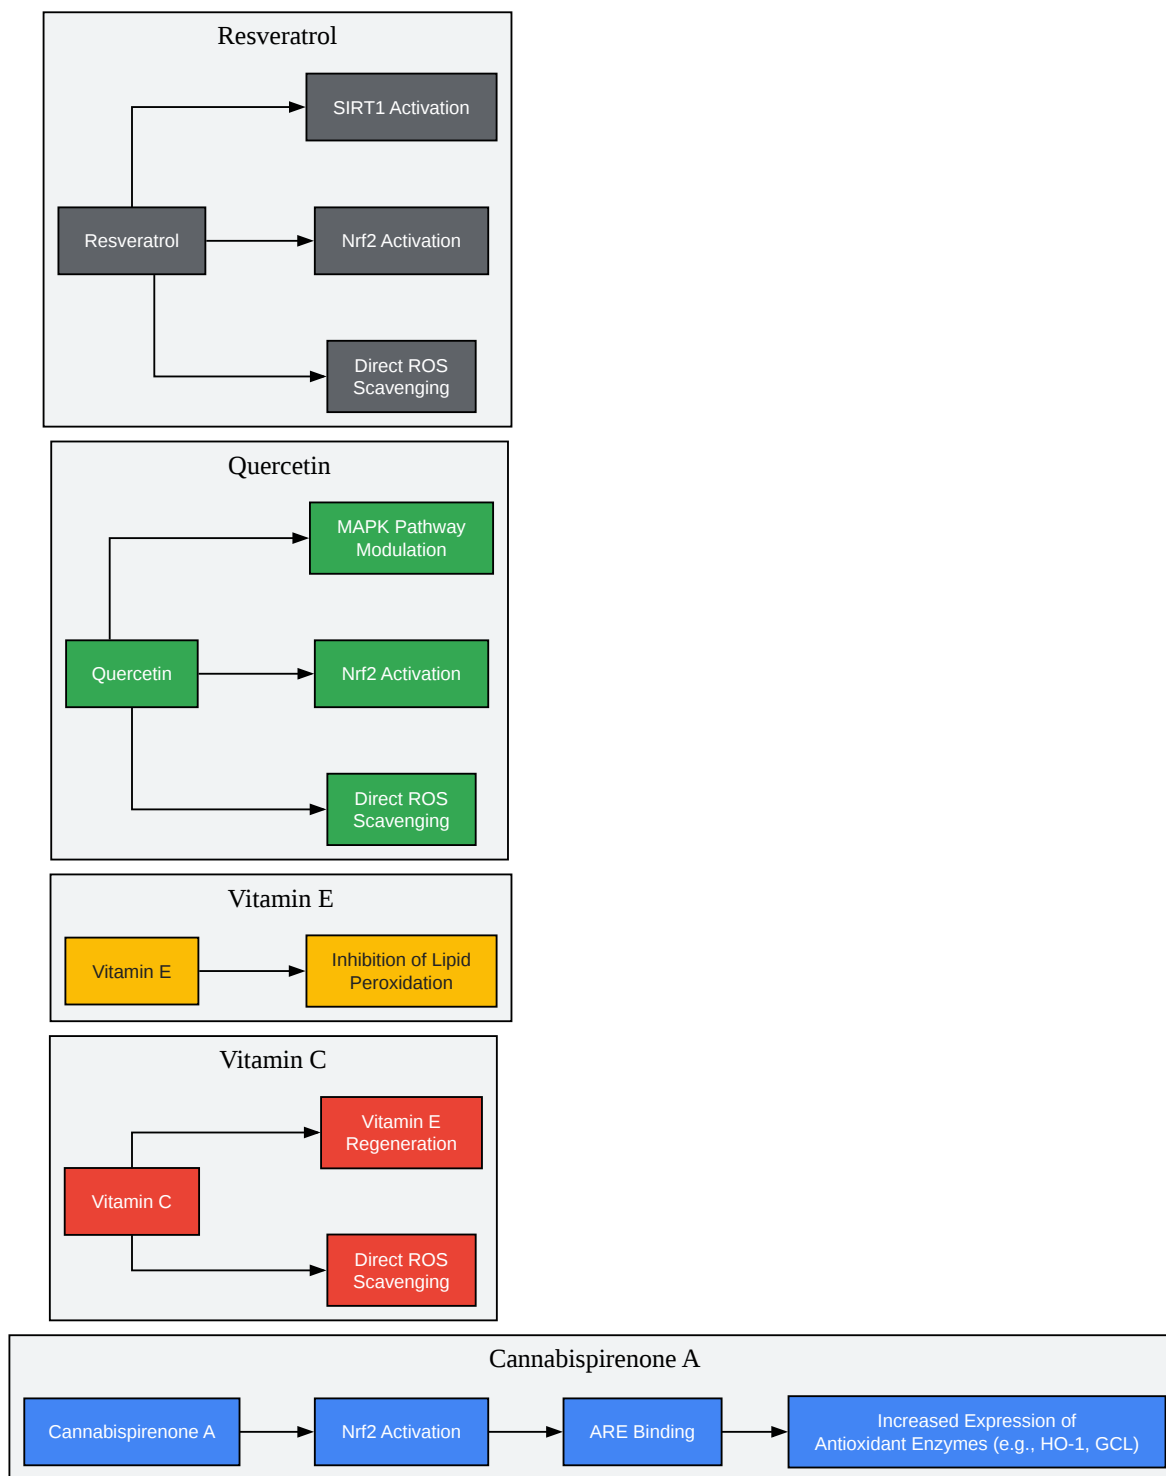 Resveratrol
SIRT1 Activation
Resveratrol
Nrf2 Activation
Direct ROS
Scavenging
Quercetin
MAPK Pathway
Modulation
Quercetin
Nrf2 Activation
Direct ROS
Scavenging
Vitamin E
Vitamin E
Inhibition of Lipid
Peroxidation
Vitamin C
Vitamin E
Regeneration
Vitamin C
Direct ROS
Scavenging
Cannabispirenone A
Cannabispirenone A
Nrf2 Activation
ARE Binding
Increased Expression of
Antioxidant Enzymes (e.g., HO-1, GCL)